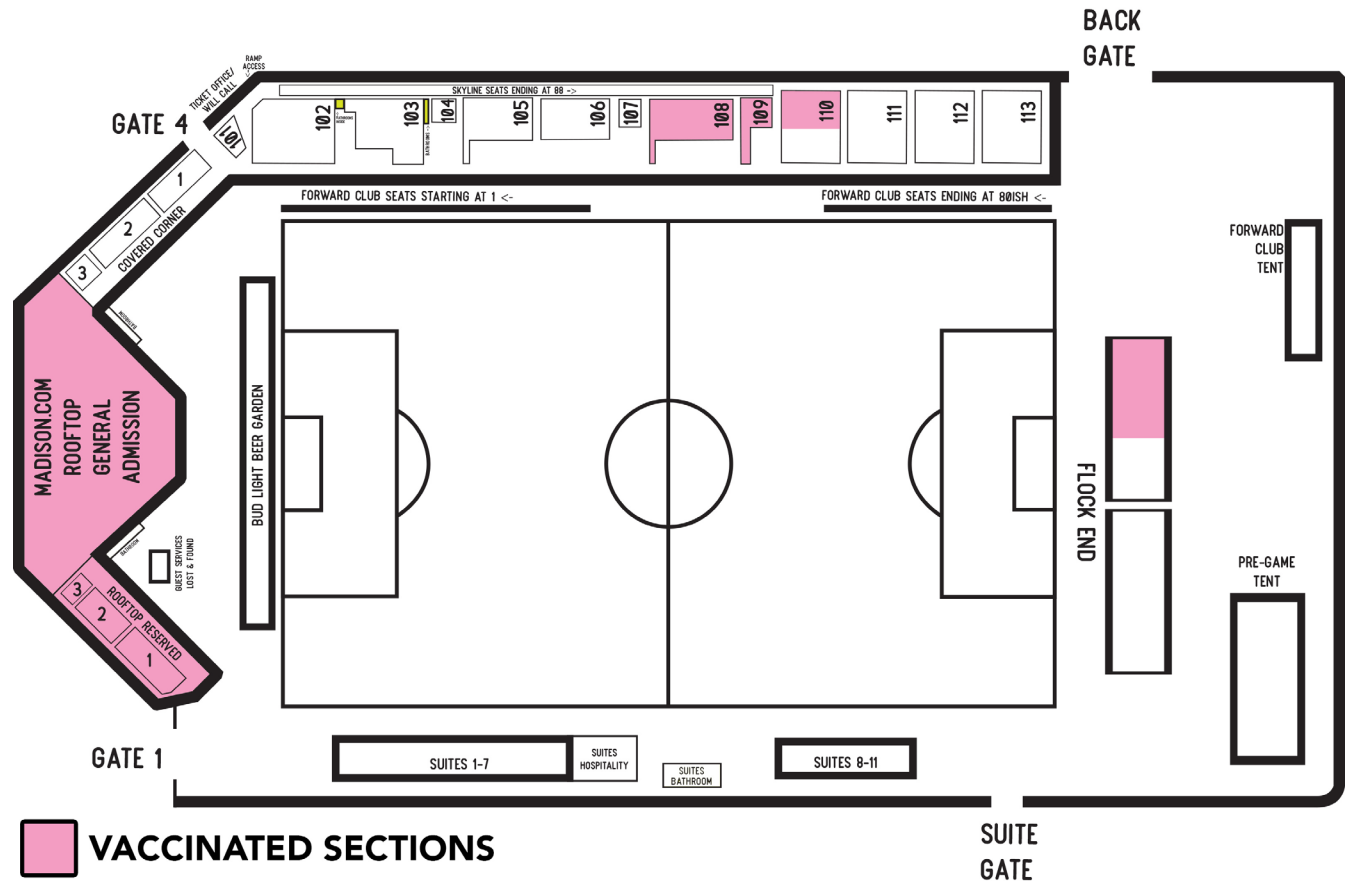 BACK
GATE
RAMP
ACCESS
TICKET OFFICE/
WILL CALL
GATE 4
SKYLINE SEATS ENDING AT 88 ->
101
102
103
BATHROOMS ->
104
105
106
107
108
109
110
111
112
113
FORWARD CLUB SEATS STARTING AT 1 <-
FORWARD CLUB SEATS ENDING AT 80ISH <-
1
2
3
COVERED CORNER
BATHROOM
MADISON.COM
ROOFTOP
GENERAL
ADMISSION
BUD LIGHT BEER GARDEN
FORWARD
CLUB
TENT
FLOCK END
BATHROOM
GUEST SERVICES
LOST & FOUND
3
2
1
ROOFTOP RESERVED
PRE-GAME
TENT
GATE 1
SUITES 1-7
SUITES
HOSPITALITY
SUITES
BATHROOM
SUITES 8-11
SUITE
GATE
VACCINATED SECTIONS